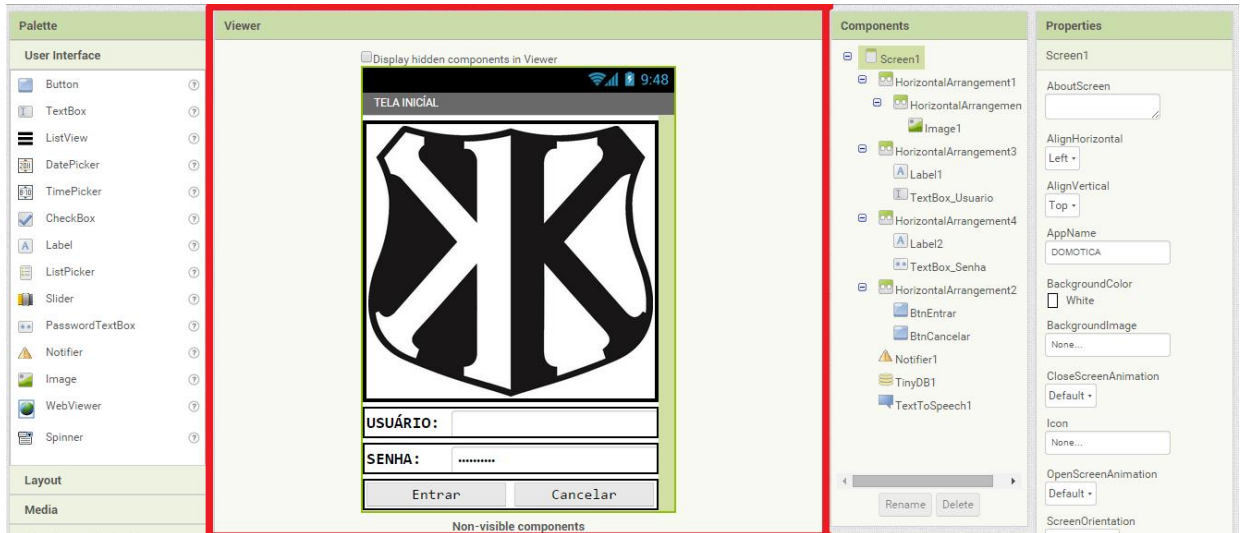 Palette
User Interface
Button
TextBox
ListView
DatePicker
TimePicker
CheckBox
Label
ListPicker
Slider
PasswordTextBox
Notifier
Image
WebViewer
Spinner
Layout
Media
Viewer
Display hidden components in Viewer
9:48
TELA INICÍAL
USUÁRIO:
SENHA:
Entrar Cancelar
Non-visible components
Components
Screen1
HorizontalArrangement1
HorizontalArrangemen
Image1
HorizontalArrangement3
Label1
TextBox_Usuario
HorizontalArrangement4
Label2
TextBox_Senha
HorizontalArrangement2
BtnEntrar
BtnCancelar
Notifier1
TinyDB1
TextToSpeech1
Rename Delete
Properties
Screen1
AboutScreen
AlignHorizontal
Left
AlignVertical
Top
AppName
DOMOTICA
BackgroundColor
White
BackgroundImage
None...
CloseScreenAnimation
Default
Icon
None...
OpenScreenAnimation
Default
ScreenOrientation